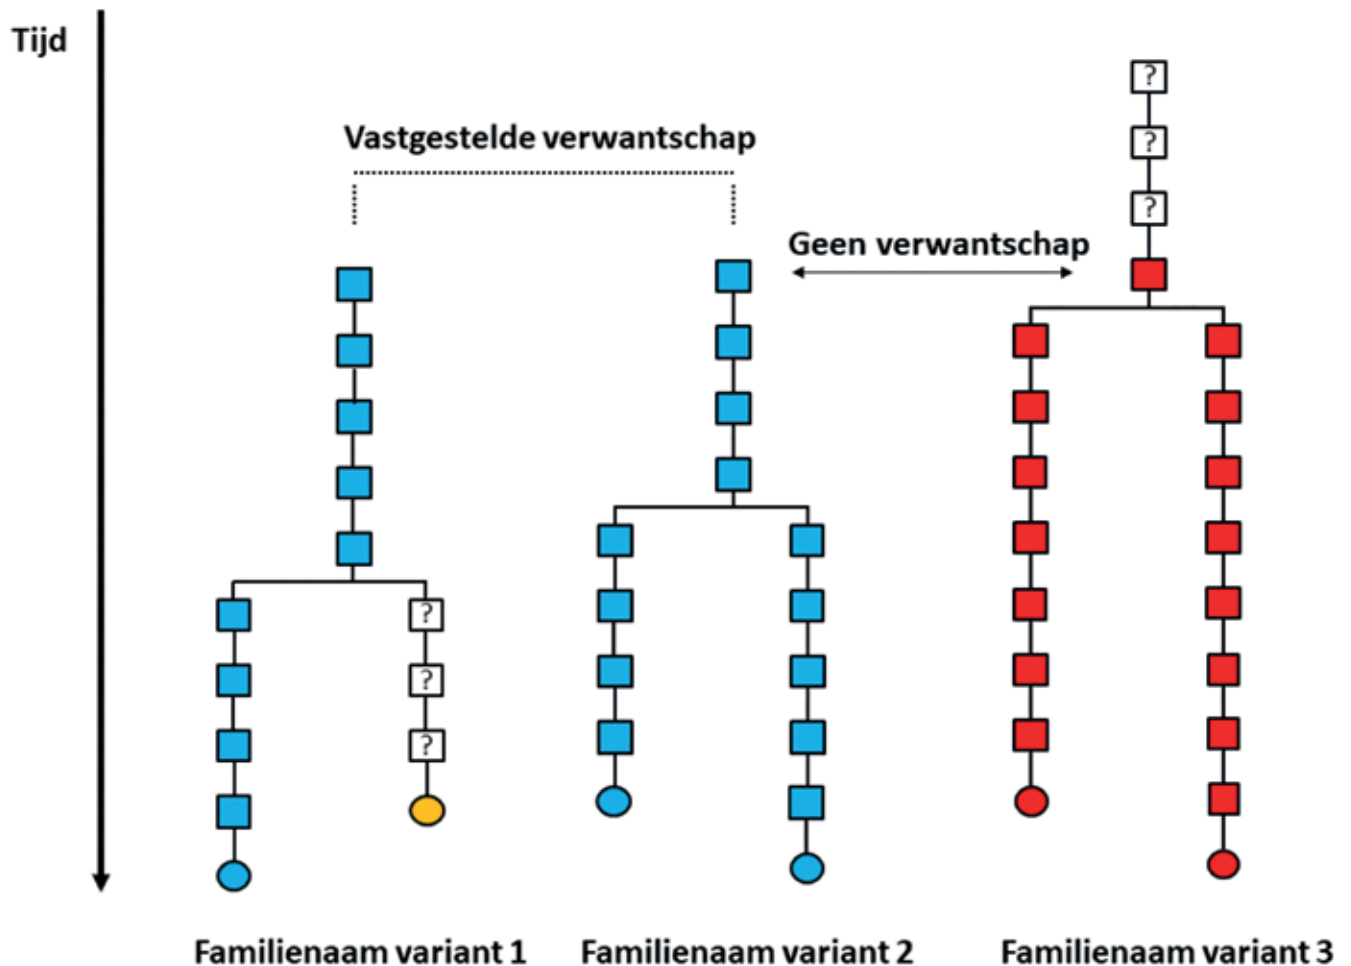 Tijd
?
?
Vastgestelde verwantschap
?
Geen verwantschap
?
?
?
Familienaam variant 1
Familienaam variant 2
Familienaam variant 3